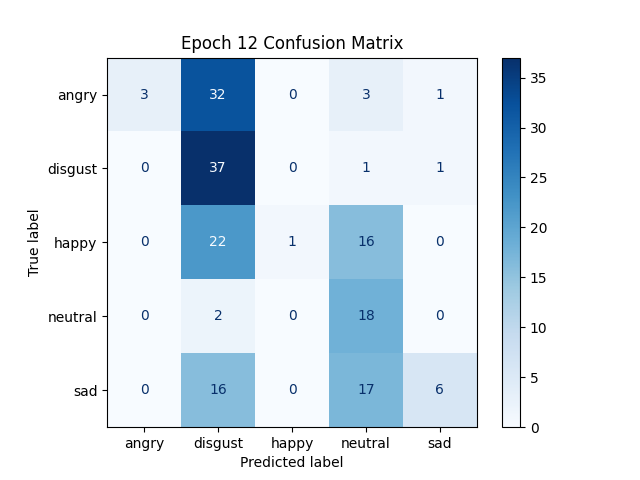 Epoch 12 Confusion Matrix
angry 3 32 0 3 1
disgust 0 37 0 1 1
happy 0 22 1 16 0
neutral 0 2 0 18 0
sad 0 16 0 17 6
angry disgust happy neutral sad
Predicted label
True label
35
30
25
20
15
10
5
0